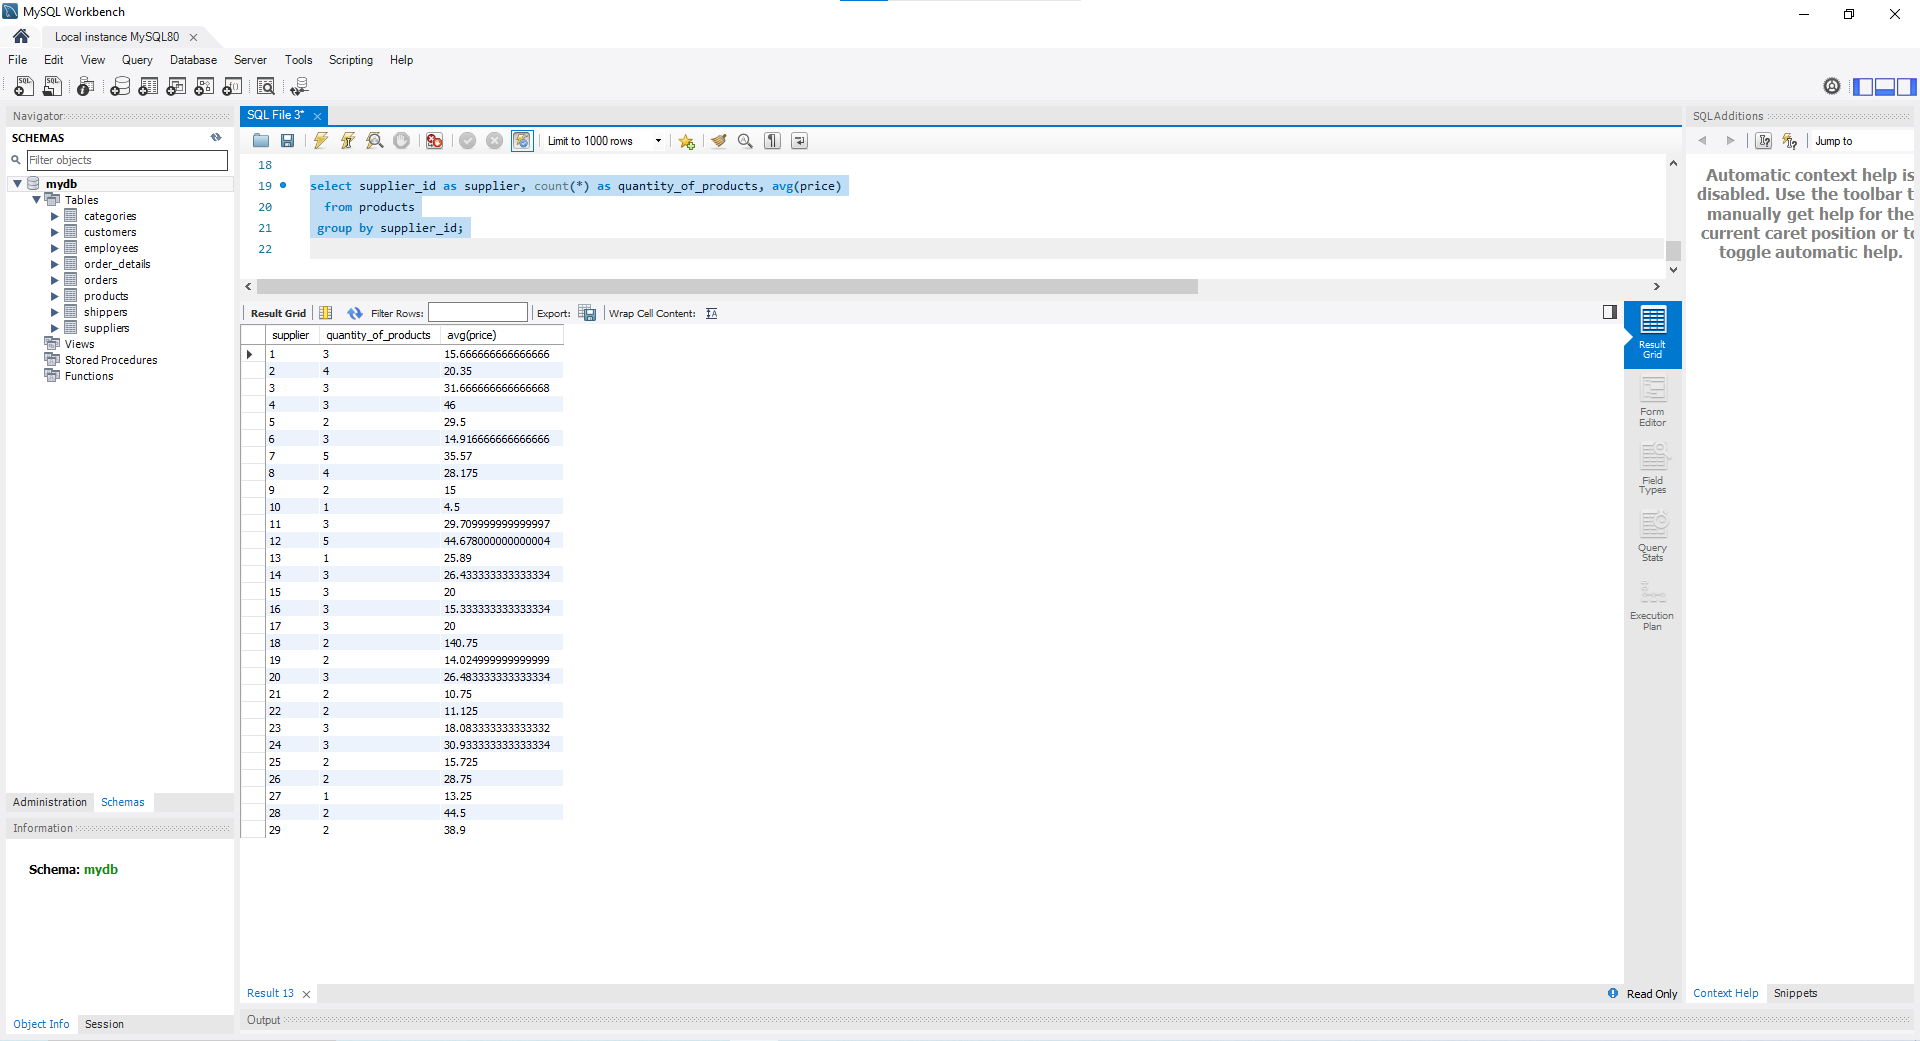 MySQL Workbench
Local instance MySQL80
File Edit View Query Database Server Tools Scripting Help
Navigator
SCHEMAS
Filter objects
mydb
Tables
categories
customers
employees
order_details
orders
products
shippers
suppliers
Views
Stored Procedures
Functions
Administration Schemas
Information
Schema: mydb
Object Info Session
SQL File 3*
Limit to 1000 rows
18
19 select supplier_id as supplier, count(*) as quantity_of_products, avg(price)
20 from products
21 group by supplier_id;
22
Result Grid Filter Rows: Export: Wrap Cell Content:
supplier quantity_of_products avg(price)
1 3 15.666666666666666
2 4 20.35
3 3 31.666666666666668
4 3 46
5 2 29.5
6 3 14.916666666666666
7 5 35.57
8 4 28.175
9 2 15
10 1 4.5
11 3 29.709999999999997
12 5 44.678000000000004
13 1 25.89
14 3 26.433333333333334
15 3 20
16 3 15.333333333333334
17 3 20
18 2 140.75
19 2 14.024999999999999
20 3 26.483333333333334
21 2 10.75
22 2 11.125
23 3 18.083333333333332
24 3 30.933333333333334
25 2 15.725
26 2 28.75
27 1 13.25
28 2 44.5
29 2 38.9
Result
Grid
Form
Editor
Field
Types
Query
Stats
Execution
Plan
Result 13
Read Only
Output
SQLAdditions
Jump to
Automatic context help is
disabled. Use the toolbar t
manually get help for the
current caret position or to
toggle automatic help.
Context Help Snippets